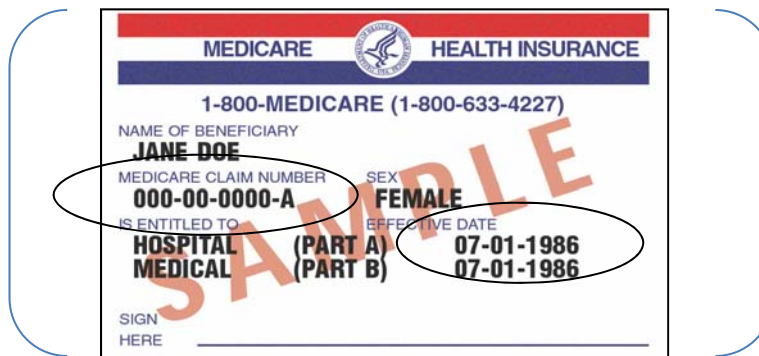 MEDICARE HEALTH INSURANCE
1-800-MEDICARE (1-800-633-4227)
NAME OF BENEFICIARY
JANE DOE
MEDICARE CLAIM NUMBER SEX
000-00-0000-A FEMALE
IS ENTITLED TO EFFECTIVE DATE
HOSPITAL (PART A) 07-01-1986
MEDICAL (PART B) 07-01-1986
SAMPLE
SIGN
HERE